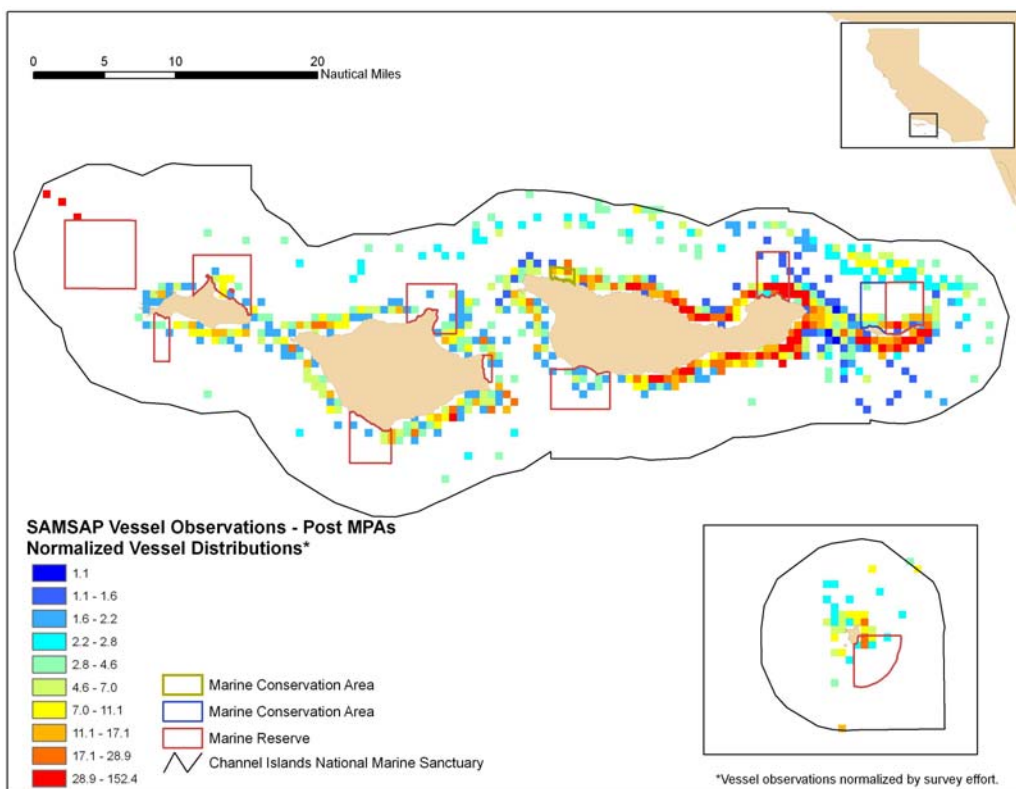 0 5 10 20
Nautical Miles
SAMSAP Vessel Observations - Post MPAs
Normalized Vessel Distributions*
1.1
1.1 - 1.6
1.6 - 2.2
2.2 - 2.8
2.8 - 4.6
4.6 - 7.0
7.0 - 11.1
11.1 - 17.1
17.1 - 28.9
28.9 - 152.4
Marine Conservation Area
Marine Conservation Area
Marine Reserve
Channel Islands National Marine Sanctuary
*Vessel observations normalized by survey effort.